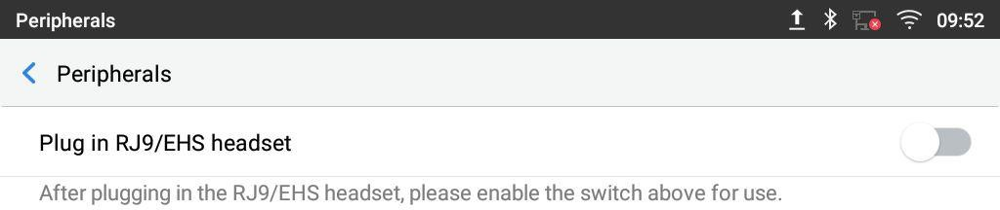 Peripherals 09:52
Peripherals
Plug in RJ9/EHS headset
After plugging in the RJ9/EHS headset, please enable the switch above for use.